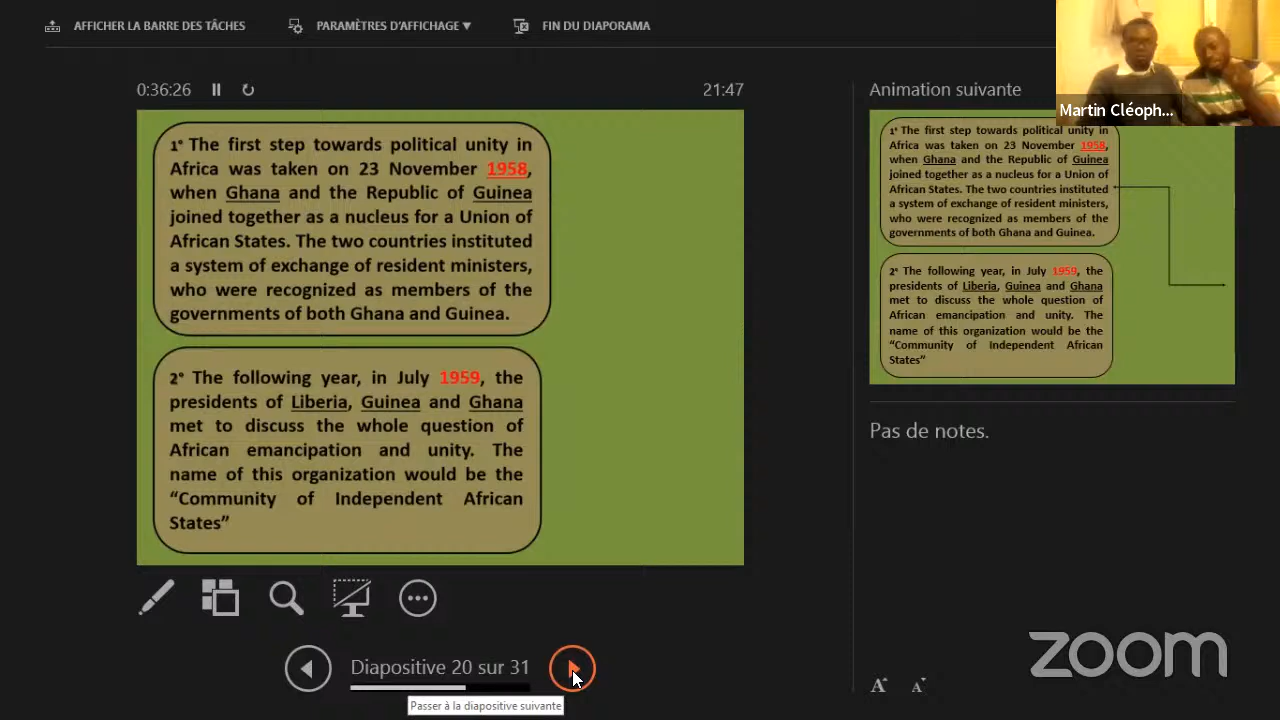 AFFICHER LA BARRE DES TÂCHES
PARAMÈTRES D'AFFICHAGE ▼
FIN DU DIAPORAMA
Martin Cléoph...
0:36:26
21:47
1° The first step towards political unity in
Africa was taken on 23 November 1958,
when Ghana and the Republic of Guinea
joined together as a nucleus for a Union of
African States. The two countries instituted
a system of exchange of resident ministers,
who were recognized as members of the
governments of both Ghana and Guinea.
2° The following year, in July 1959, the
presidents of Liberia, Guinea and Ghana
met to discuss the whole question of
African emancipation and unity. The
name of this organization would be the
“Community of Independent African
States”
Animation suivante
1° The first step towards political unity in
Africa was taken on 23 November 1958,
when Ghana and the Republic of Guinea
joined together as a nucleus for a Union of
African States. The two countries instituted
a system of exchange of resident ministers,
who were recognized as members of the
governments of both Ghana and Guinea.
2° The following year, in July 1959, the
presidents of Liberia, Guinea and Ghana
met to discuss the whole question of
African emancipation and unity. The
name of this organization would be the
“Community of Independent African
States”
Pas de notes.
Diapositive 20 sur 31
Passer à la diapositive suivante
A A
zoom